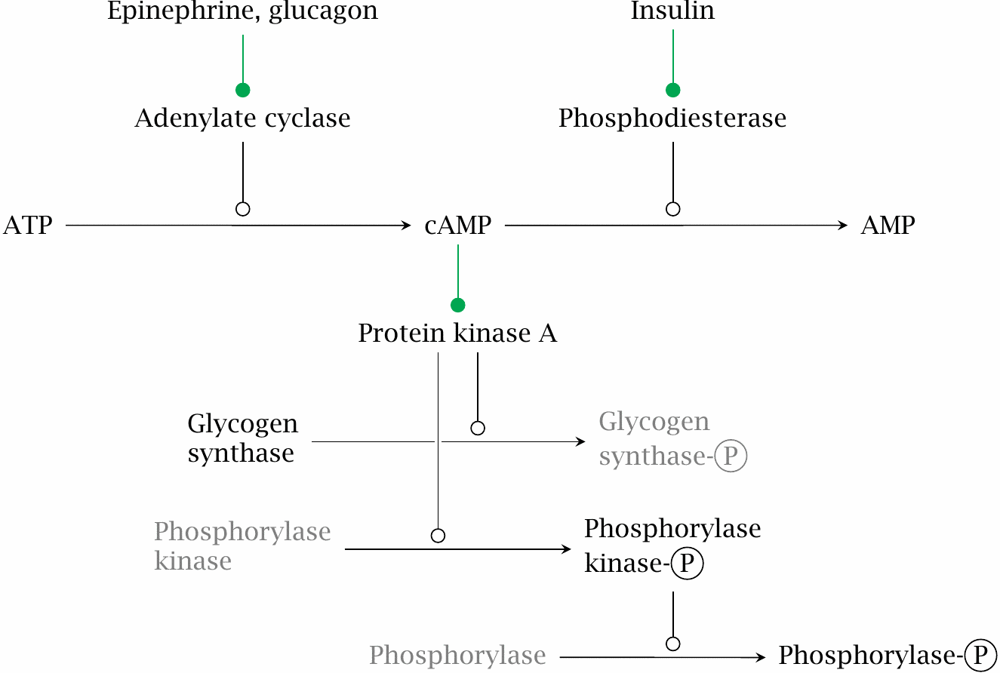 Epinephrine, glucagon
Insulin
Adenylate cyclase
Phosphodiesterase
ATP
cAMP
AMP
Protein kinase A
Glycogen
synthase
Glycogen
synthase-P
Phosphorylase
kinase
Phosphorylase
kinase-P
Phosphorylase
Phosphorylase-P